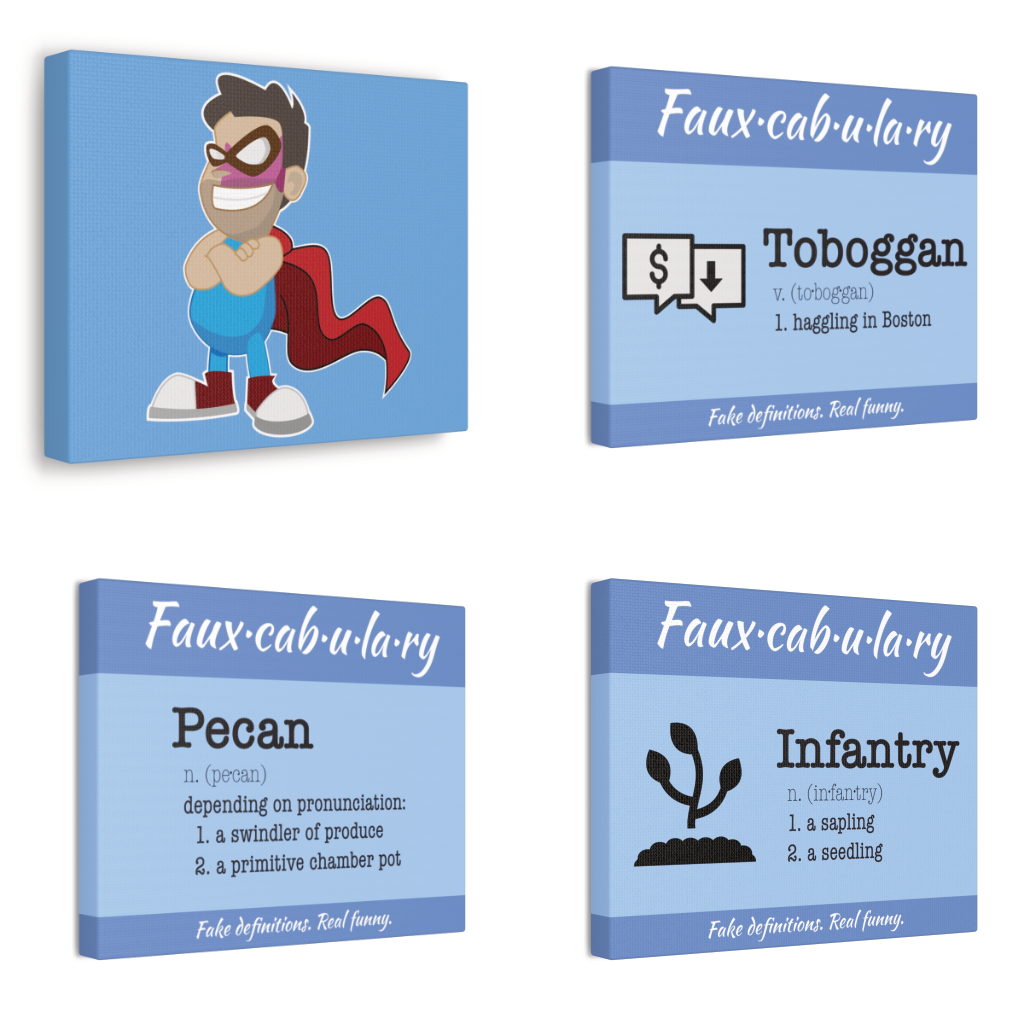 Faux·cab·u·la·ry
$
Toboggan
v. (to·boggan)
1. haggling in Boston
Fake definitions. Real funny.
Faux·cab·u·la·ry
Pecan
n. (pe·can)
depending on pronunciation:
1. a swindler of produce
2. a primitive chamber pot
Fake definitions. Real funny.
Faux·cab·u·la·ry
Infantry
n. (in·fan·try)
1. a sapling
2. a seedling
Fake definitions. Real funny.